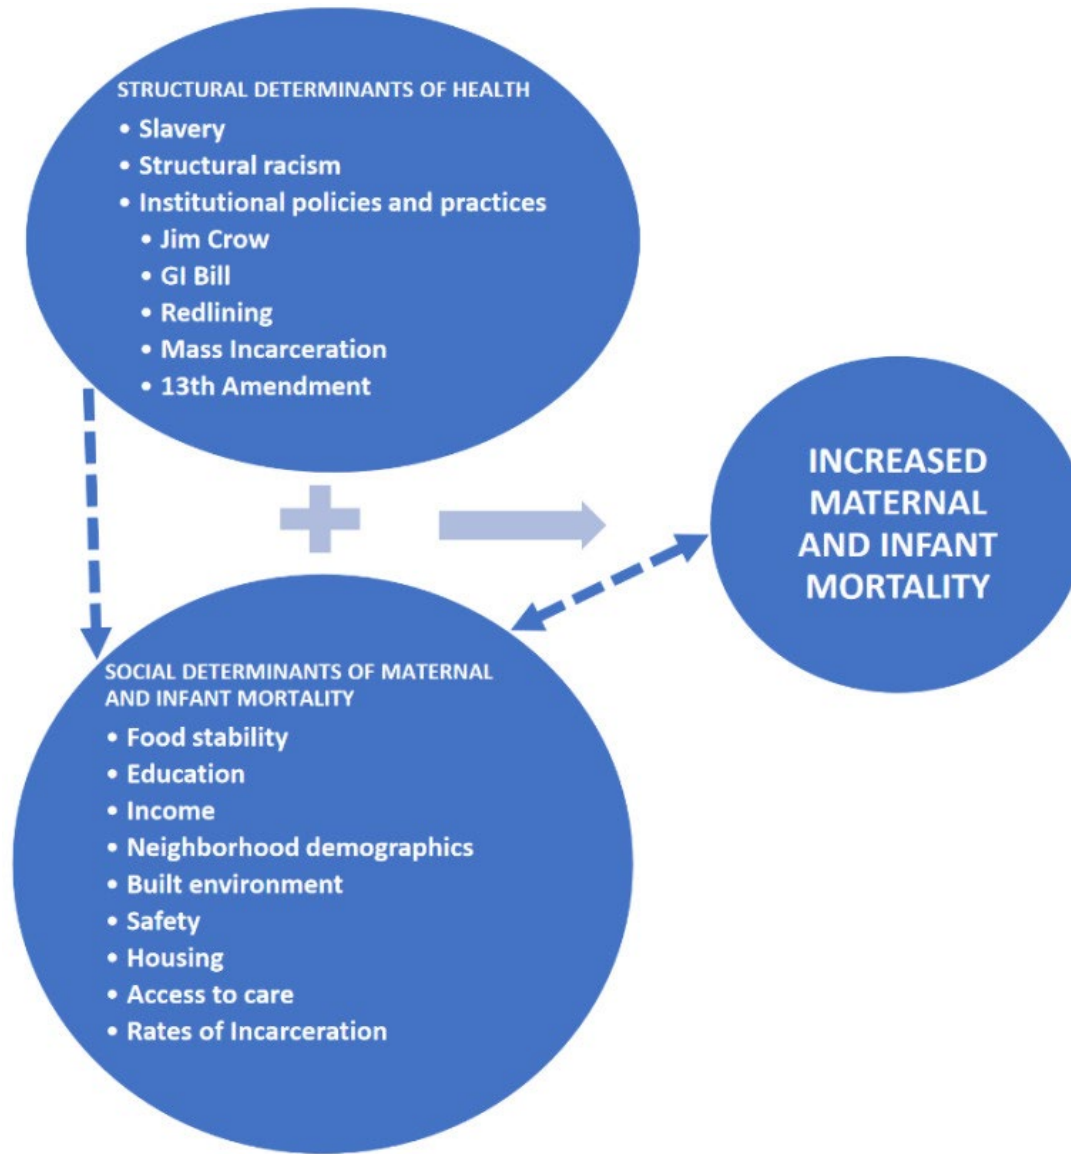 STRUCTURAL DETERMINANTS OF HEALTH
• Slavery
• Structural racism
• Institutional policies and practices
• Jim Crow
• GI Bill
• Redlining
• Mass Incarceration
• 13th Amendment
INCREASED
MATERNAL
AND INFANT
MORTALITY
SOCIAL DETERMINANTS OF MATERNAL
AND INFANT MORTALITY
• Food stability
• Education
• Income
• Neighborhood demographics
• Built environment
• Safety
• Housing
• Access to care
• Rates of Incarceration